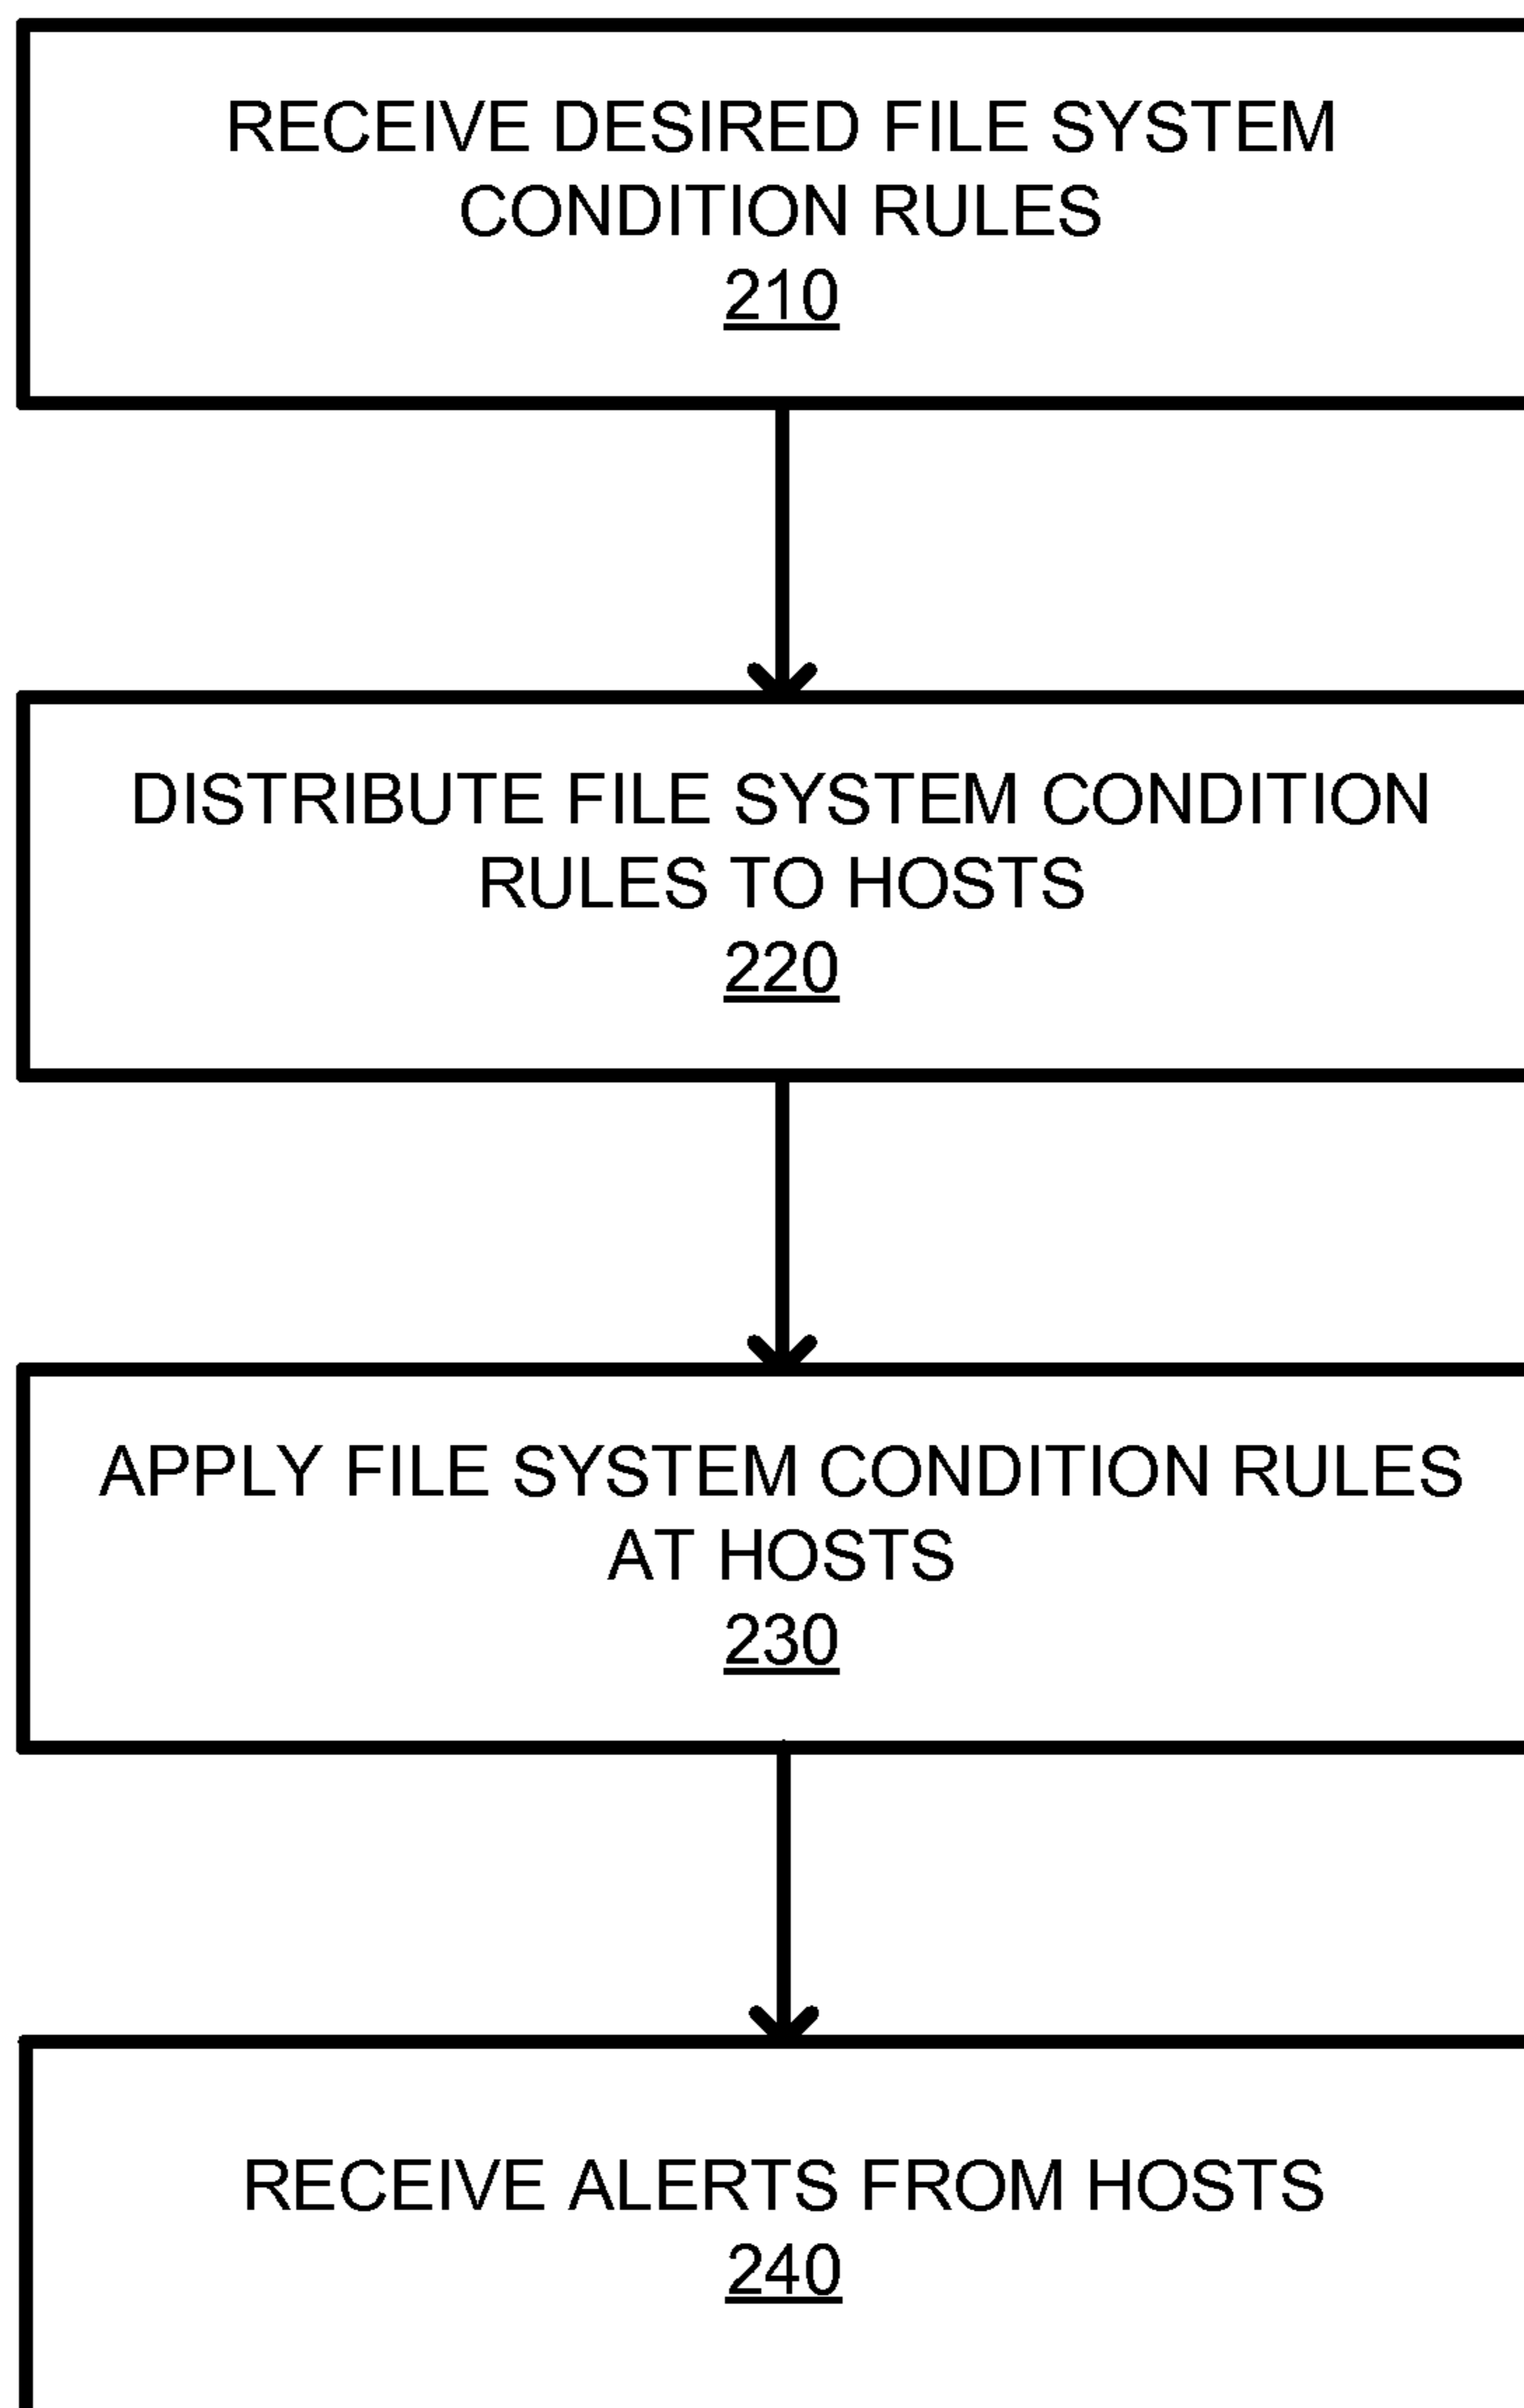 RECEIVE DESIRED FILE SYSTEM
CONDITION RULES
210
DISTRIBUTE FILE SYSTEM CONDITION
RULES TO HOSTS
220
APPLY FILE SYSTEM CONDITION RULES
AT HOSTS
230
RECEIVE ALERTS FROM HOSTS
240